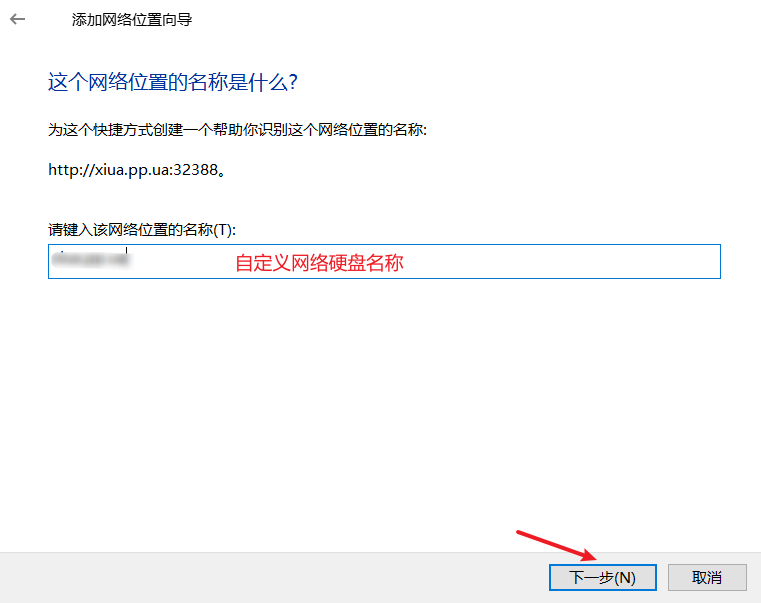 添加网络位置向导
这个网络位置的名称是什么?
为这个快捷方式创建一个帮助你识别这个网络位置的名称:
http://xiua.pp.ua:32388。
请键入该网络位置的名称(T):
自定义网络硬盘名称
下一步(N)
取消